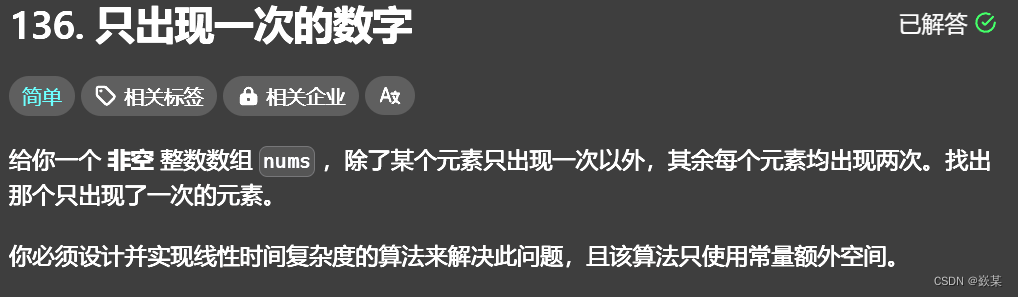 136. 只出现一次的数字 已解答
简单 相关标签 相关企业
给你一个 非空 整数数组 nums ，除了某个元素只出现一次以外，其余每个元素均出现两次。找出
那个只出现了一次的元素。
你必须设计并实现线性时间复杂度的算法来解决此问题，且该算法只使用常量额外空间。
CSDN @嶔某